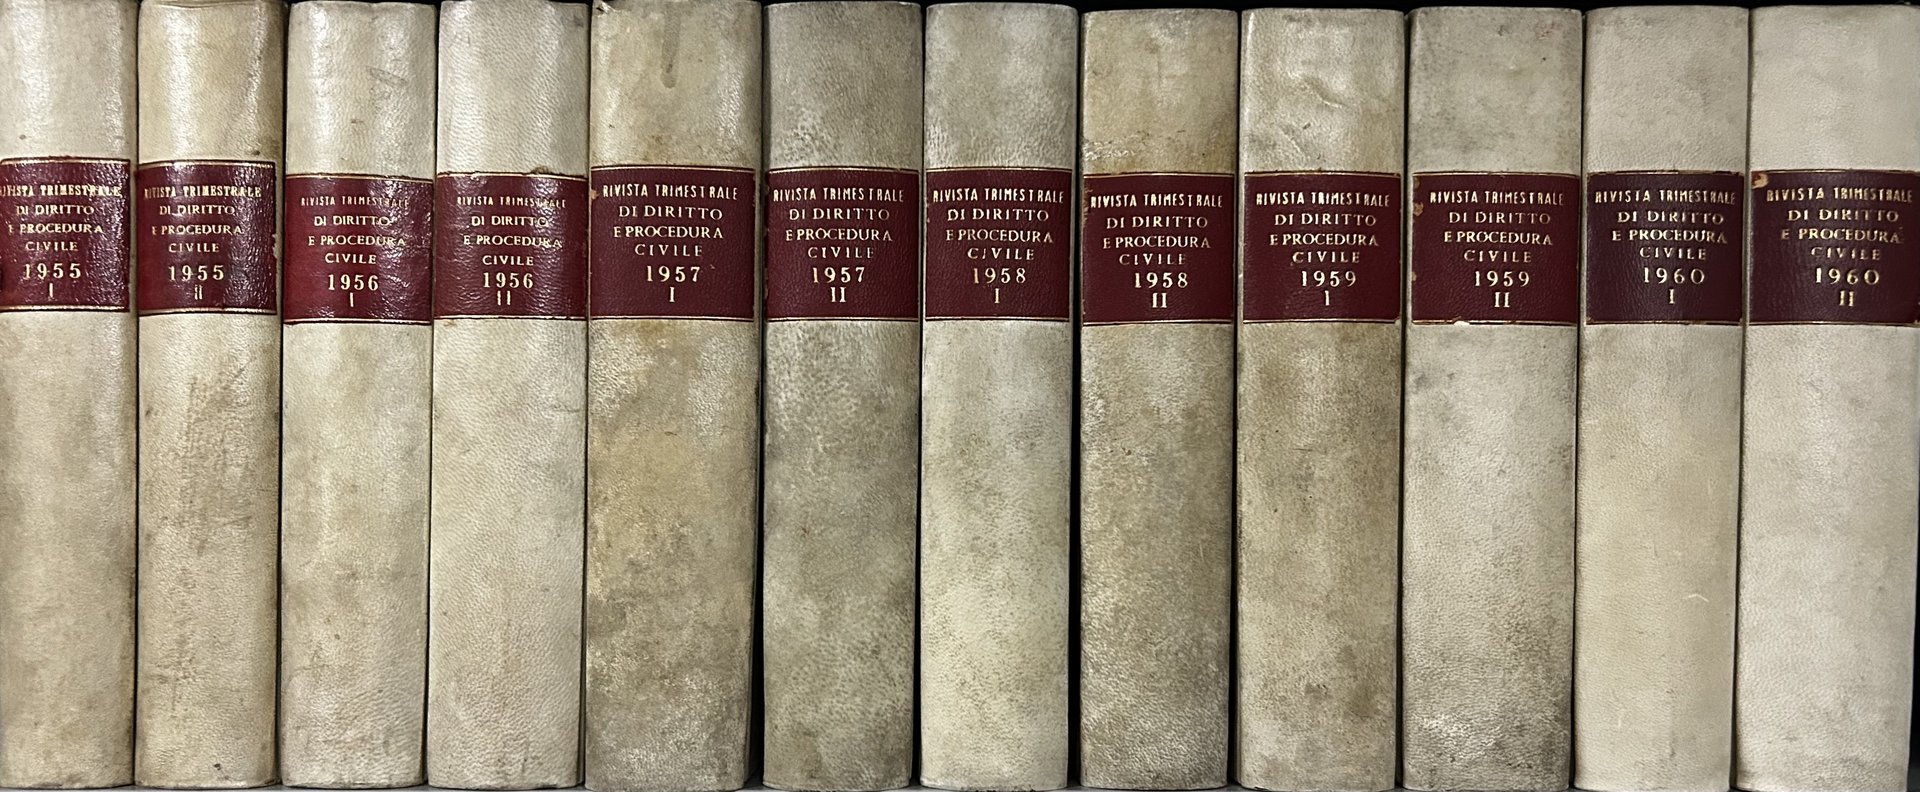 RIVISTA TRIMESTRALE
DI DIRITTO
E PROCEDURA
CIVILE
1955
I
RIVISTA TRIMESTRALE
DI DIRITTO
E PROCEDURA
CIVILE
1955
II
RIVISTA TRIMESTRALE
DI DIRITTO
E PROCEDURA
CIVILE
1956
I
RIVISTA TRIMESTRALE
DI DIRITTO
E PROCEDURA
CIVILE
1956
II
RIVISTA TRIMESTRALE
DI DIRITTO
E PROCEDURA
CIVILE
1957
I
RIVISTA TRIMESTRALE
DI DIRITTO
E PROCEDURA
CIVILE
1957
II
RIVISTA TRIMESTRALE
DI DIRITTO
E PROCEDURA
CIVILE
1958
I
RIVISTA TRIMESTRALE
DI DIRITTO
E PROCEDURA
CIVILE
1958
II
RIVISTA TRIMESTRALE
DI DIRITTO
E PROCEDURA
CIVILE
1959
I
RIVISTA TRIMESTRALE
DI DIRITTO
E PROCEDURA
CIVILE
1959
II
RIVISTA TRIMESTRALE
DI DIRITTO
E PROCEDURA
CIVILE
1960
I
RIVISTA TRIMESTRALE
DI DIRITTO
E PROCEDURA
CIVILE
1960
II